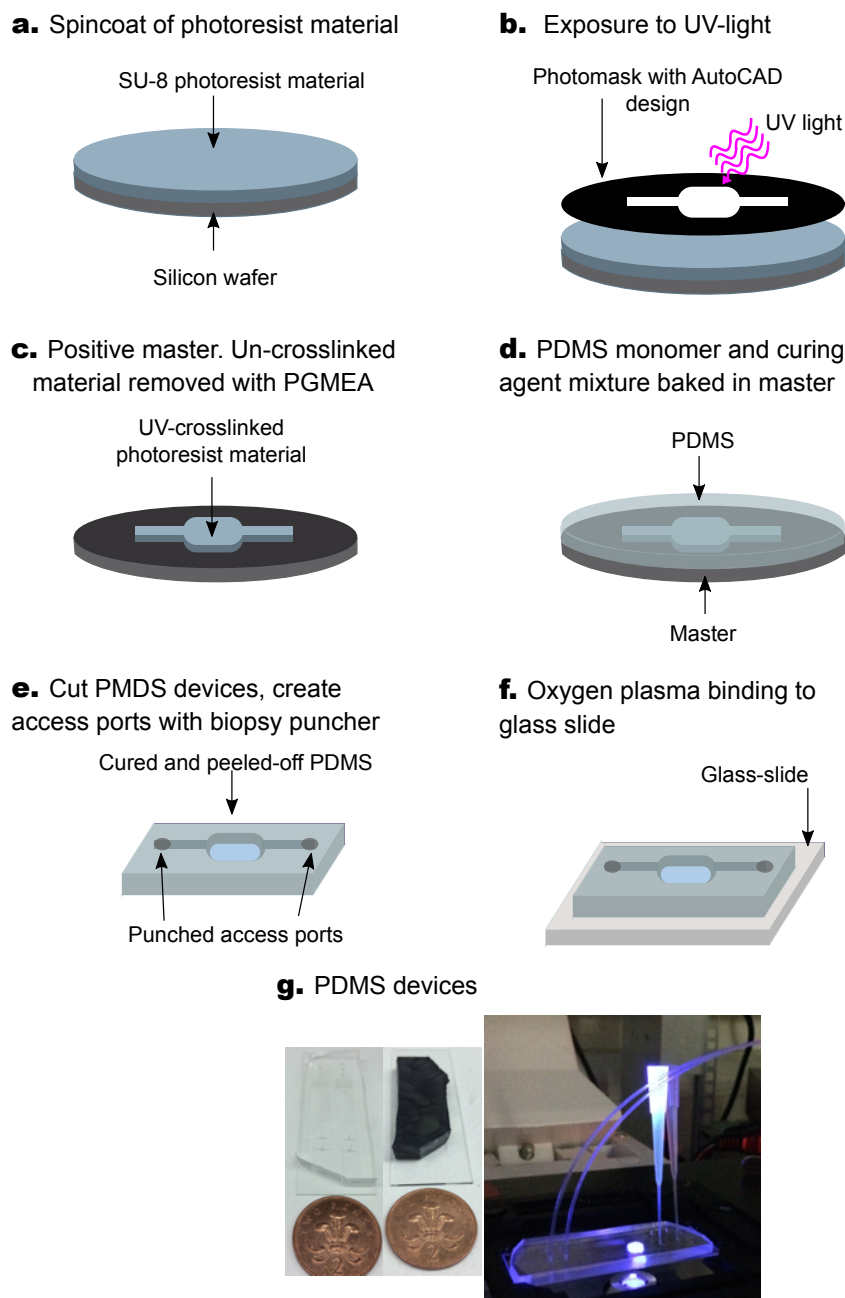 a. Spincoat of photoresist material
SU-8 photoresist material
Silicon wafer
b. Exposure to UV-light
Photomask with AutoCAD
design
UV light
c. Positive master. Un-crosslinked
material removed with PGMEA
UV-crosslinked
photoresist material
d. PDMS monomer and curing
agent mixture baked in master
PDMS
Master
e. Cut PMDS devices, create
access ports with biopsy puncher
Cured and peeled-off PDMS
Punched access ports
f. Oxygen plasma binding to
glass slide
Glass-slide
g. PDMS devices
2
2